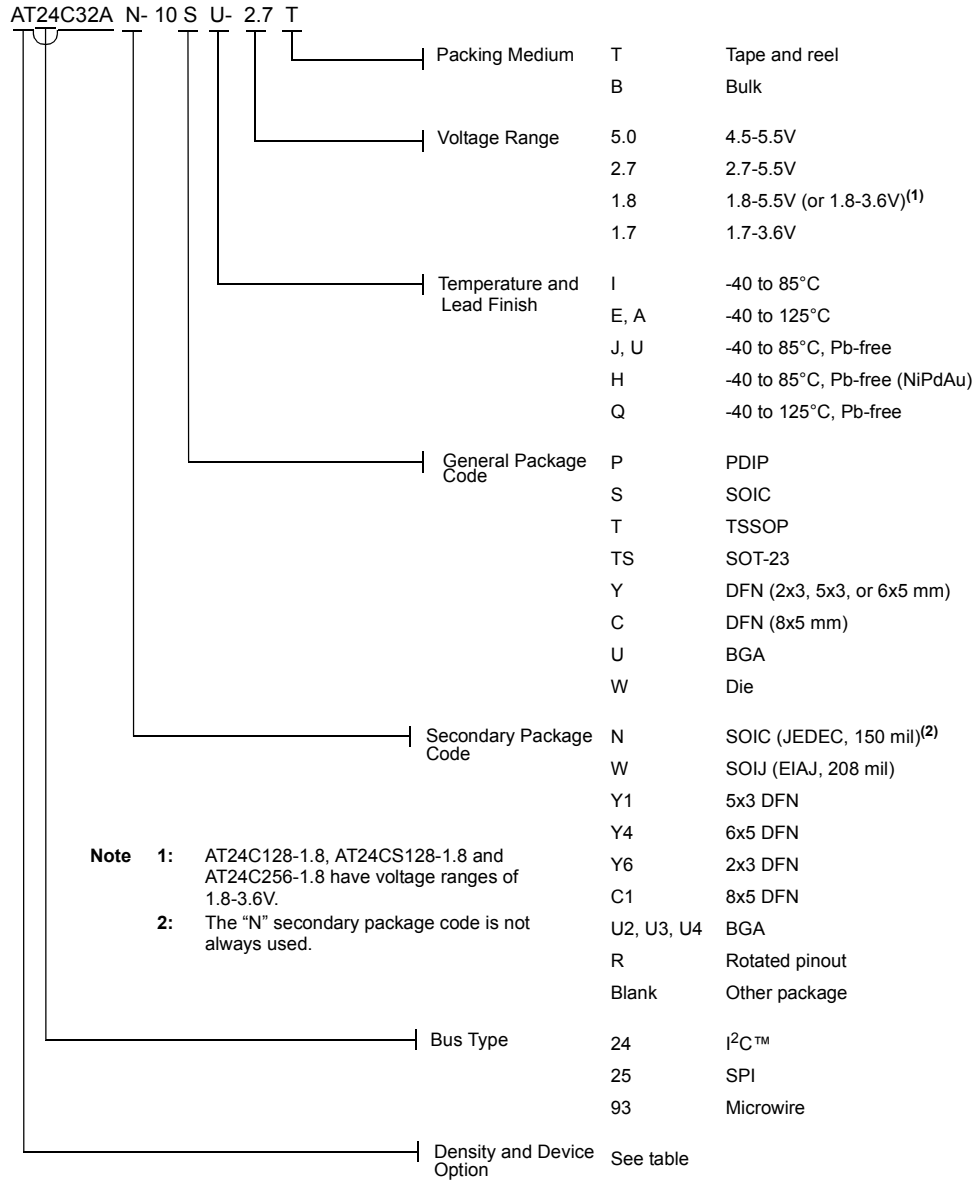 AT24C32A N- 10 S U- 2.7 T
Packing Medium T Tape and reel
B Bulk
Voltage Range 5.0 4.5-5.5V
2.7 2.7-5.5V
1.8 1.8-5.5V (or 1.8-3.6V)(1)
1.7 1.7-3.6V
Temperature and I -40 to 85°C
Lead Finish
E, A -40 to 125°C
J, U -40 to 85°C, Pb-free
H -40 to 85°C, Pb-free (NiPdAu)
Q -40 to 125°C, Pb-free
General Package P PDIP
Code
S SOIC
T TSSOP
TS SOT-23
Y DFN (2x3, 5x3, or 6x5 mm)
C DFN (8x5 mm)
U BGA
W Die
Secondary Package N SOIC (JEDEC, 150 mil)(2)
Code
W SOIJ (EIAJ, 208 mil)
Y1 5x3 DFN
Y4 6x5 DFN
Y6 2x3 DFN
C1 8x5 DFN
U2, U3, U4 BGA
R Rotated pinout
Blank Other package
Note 1: AT24C128-1.8, AT24CS128-1.8 and
AT24C256-1.8 have voltage ranges of
1.8-3.6V.
2: The “N” secondary package code is not
always used.
Bus Type 24 I2C™
25 SPI
93 Microwire
Density and Device See table
Option